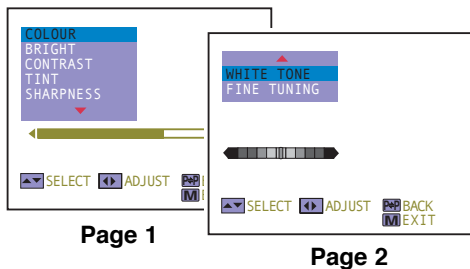 COLOUR
BRIGHT
CONTRAST
TINT
SHARPNESS
SELECT ADJUST P•P
M
Page 1
WHITE TONE
FINE TUNING
SELECT ADJUST P•P BACK
M EXIT
Page 2